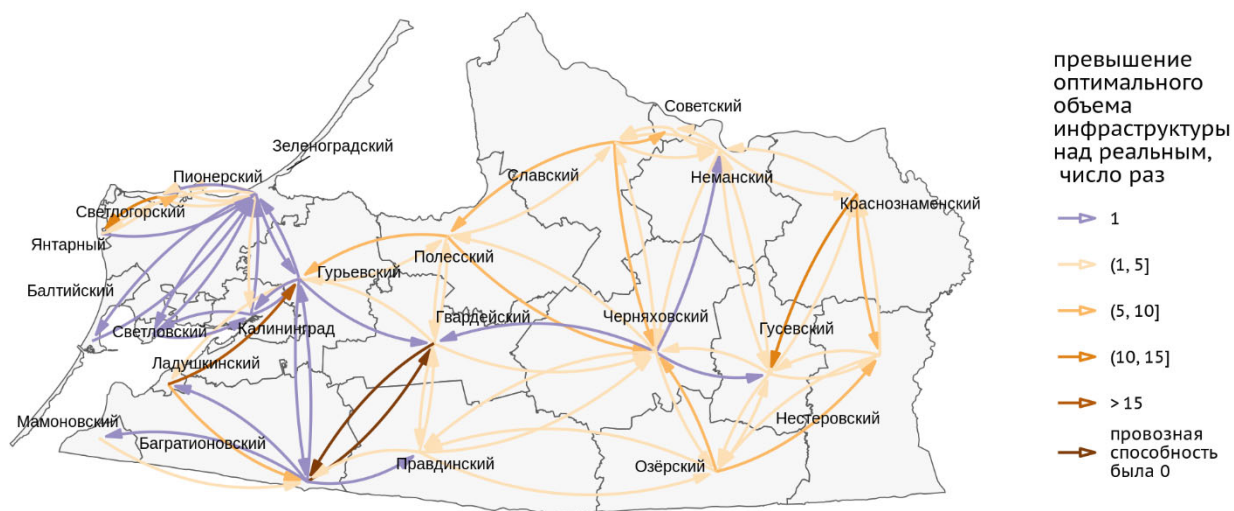 Советский
Зеленоградский
Пионерский
Славский
Неманский
Светлогорский
Краснознаменский
Янтарный
Гурьевский
Полесский
Балтийский
Светловский
Калининград
Гвардейский
Черняховский
Гусевский
Ладушкинский
Мамоновский
Багратионовский
Правдинский
Озёрский
Нестеровский
превышение
оптимального
объема
инфраструктуры
над реальным,
число раз
1
(1, 5]
(5, 10]
(10, 15]
> 15
провозная
способность
была 0